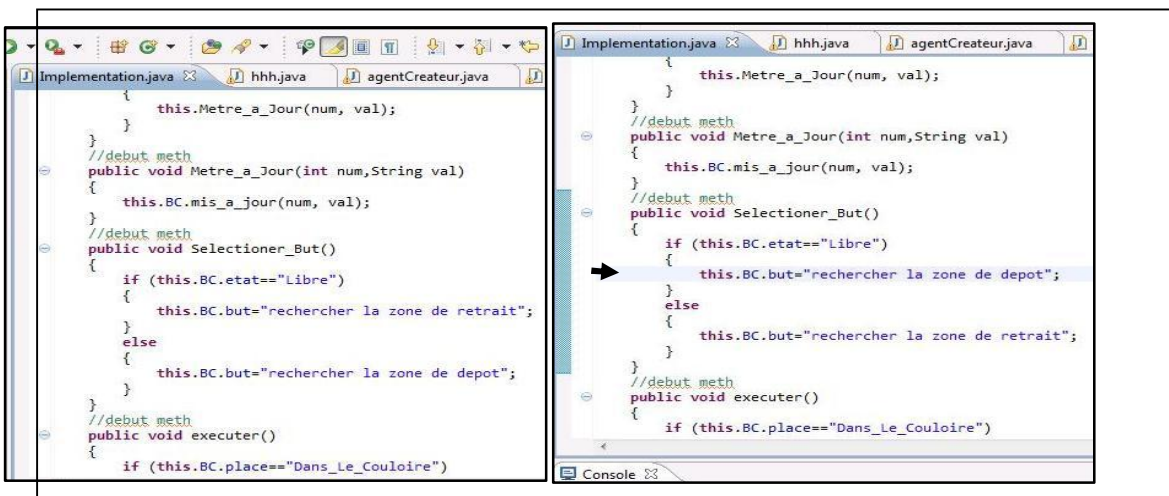 Implementation.java hhh.java agentCreateur.java
{
this.Metre_a_Jour(num, val);
}
}
//debut meth
public void Metre_a_Jour(int num,String val)
{
this.BC.mis_a_jour(num, val);
}
//debut meth
public void Selectioner_But()
{
if (this.BC.etat=="Libre")
{
this.BC.but="rechercher la zone de retrait";
}
else
{
this.BC.but="rechercher la zone de depot";
}
}
//debut meth
public void executer()
{
if (this.BC.place=="Dans_Le_Couloire")
Implementation.java hhh.java agentCreateur.java
{
this.Metre_a_Jour(num, val);
}
}
//debut meth
public void Metre_a_Jour(int num,String val)
{
this.BC.mis_a_jour(num, val);
}
//debut meth
public void Selectioner_But()
{
if (this.BC.etat=="Libre")
{
this.BC.but="rechercher la zone de depot";
}
else
{
this.BC.but="rechercher la zone de retrait";
}
}
//debut meth
public void executer()
{
if (this.BC.place=="Dans_Le_Couloire")
Console